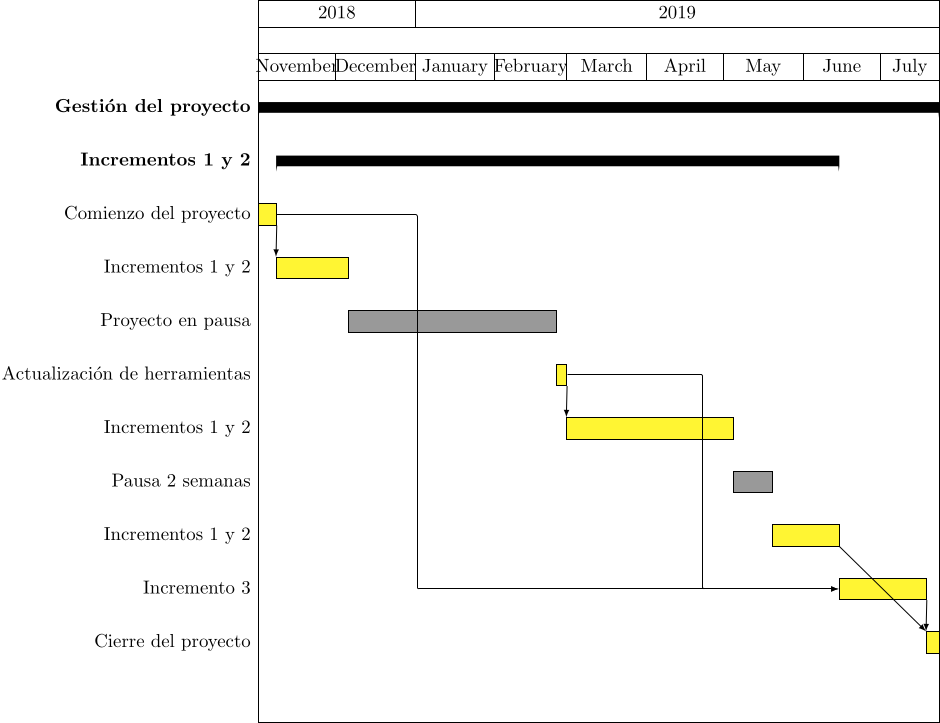 2018 2019
November December January February March April May June July
Gestión del proyecto
Incrementos 1 y 2
Comienzo del proyecto
Incrementos 1 y 2
Proyecto en pausa
Actualización de herramientas
Incrementos 1 y 2
Pausa 2 semanas
Incrementos 1 y 2
Incremento 3
Cierre del proyecto